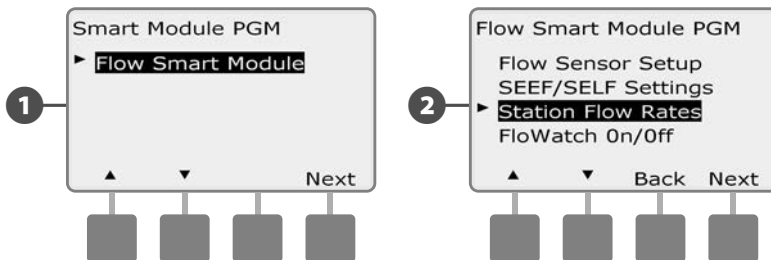 1
Smart Module PGM
► Flow Smart Module
▲ ▼ Next
2
Flow Smart Module PGM
Flow Sensor Setup
SEEF/SELF Settings
► Station Flow Rates
FloWatch On/Off
▲ ▼ Back Next